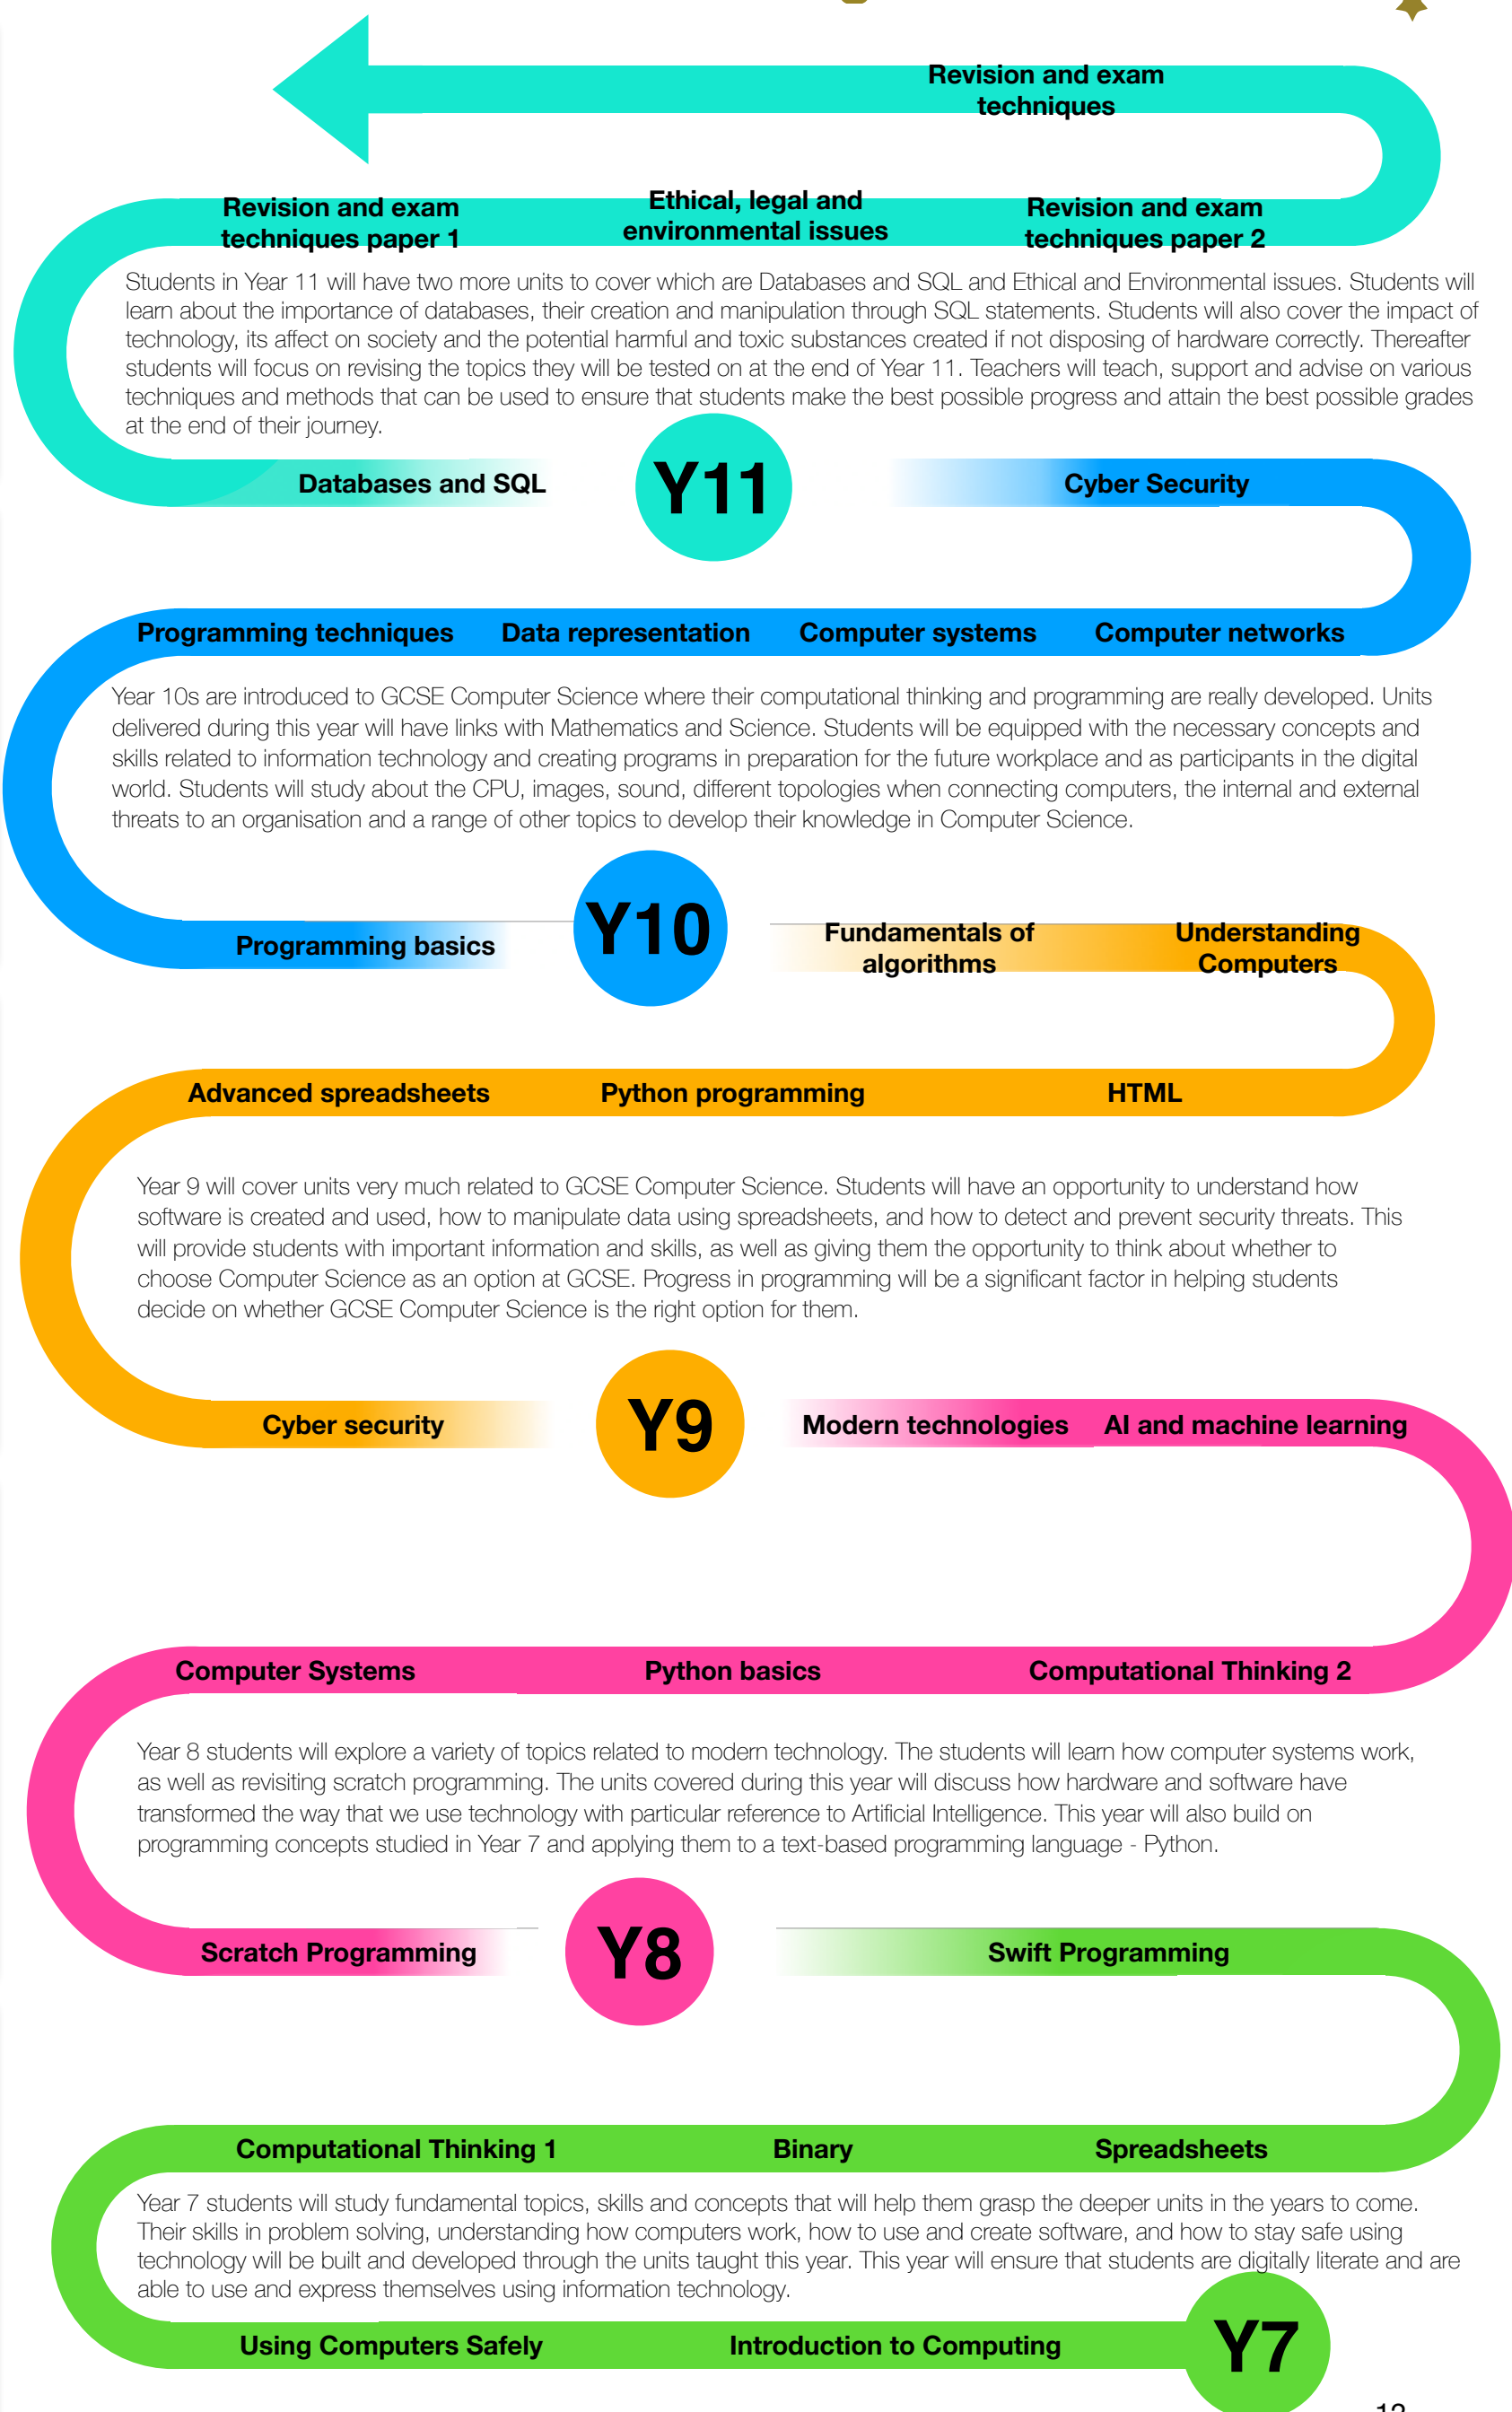 Revision and exam
techniques
Revision and exam
techniques paper 1
Ethical, legal and
environmental issues
Revision and exam
techniques paper 2
Students in Year 11 will have two more units to cover which are Databases and SQL and Ethical and Environmental issues. Students will
learn about the importance of databases, their creation and manipulation through SQL statements. Students will also cover the impact of
technology, its affect on society and the potential harmful and toxic substances created if not disposing of hardware correctly. Thereafter
students will focus on revising the topics they will be tested on at the end of Year 11. Teachers will teach, support and advise on various
techniques and methods that can be used to ensure that students make the best possible progress and attain the best possible grades
at the end of their journey.
Databases and SQL
Y11
Cyber Security
Programming techniques
Data representation
Computer systems
Computer networks
Year 10s are introduced to GCSE Computer Science where their computational thinking and programming are really developed. Units
delivered during this year will have links with Mathematics and Science. Students will be equipped with the necessary concepts and
skills related to information technology and creating programs in preparation for the future workplace and as participants in the digital
world. Students will study about the CPU, images, sound, different topologies when connecting computers, the internal and external
threats to an organisation and a range of other topics to develop their knowledge in Computer Science.
Programming basics
Y10
Fundamentals of
algorithms
Understanding
Computers
Advanced spreadsheets
Python programming
HTML
Year 9 will cover units very much related to GCSE Computer Science. Students will have an opportunity to understand how
software is created and used, how to manipulate data using spreadsheets, and how to detect and prevent security threats. This
will provide students with important information and skills, as well as giving them the opportunity to think about whether to
choose Computer Science as an option at GCSE. Progress in programming will be a significant factor in helping students
decide on whether GCSE Computer Science is the right option for them.
Cyber security
Y9
Modern technologies
AI and machine learning
Computer Systems
Python basics
Computational Thinking 2
Year 8 students will explore a variety of topics related to modern technology. The students will learn how computer systems work,
as well as revisiting scratch programming. The units covered during this year will discuss how hardware and software have
transformed the way that we use technology with particular reference to Artificial Intelligence. This year will also build on
programming concepts studied in Year 7 and applying them to a text-based programming language - Python.
Scratch Programming
Y8
Swift Programming
Computational Thinking 1
Binary
Spreadsheets
Year 7 students will study fundamental topics, skills and concepts that will help them grasp the deeper units in the years to come.
Their skills in problem solving, understanding how computers work, how to use and create software, and how to stay safe using
technology will be built and developed through the units taught this year. This year will ensure that students are digitally literate and are
able to use and express themselves using information technology.
Using Computers Safely
Introduction to Computing
Y7